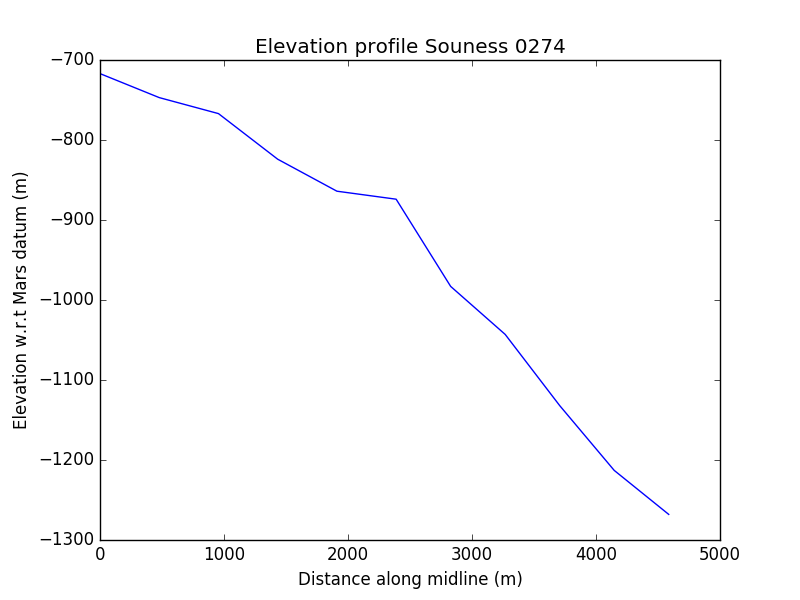 Elevation profile Souness 0274
−700
−800
−900
−1000
−1100
−1200
−1300
Elevation w.r.t Mars datum (m)
0 1000 2000 3000 4000 5000
Distance along midline (m)